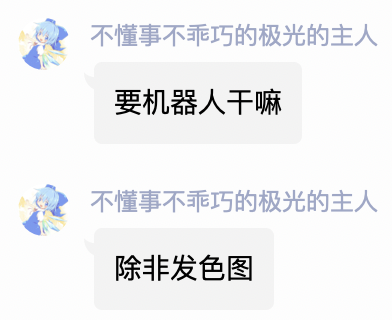 不懂事不乖巧的极光的主人
要机器人干嘛
不懂事不乖巧的极光的主人
除非发色图